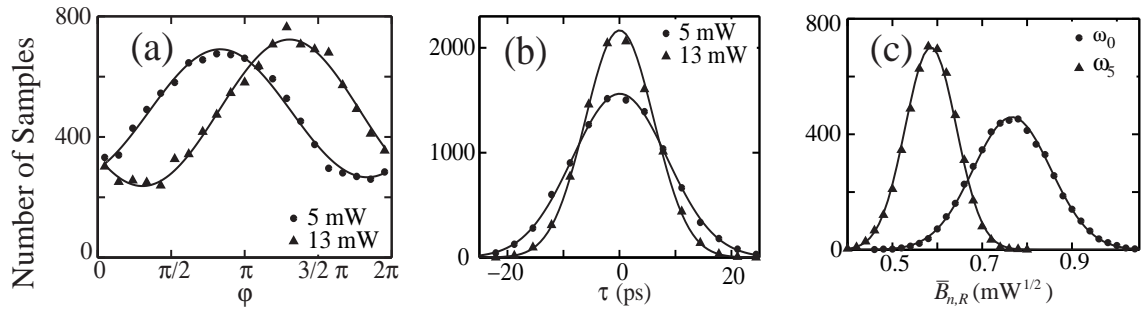 Number of Samples
800
400
0
(a)
5 mW
13 mW
0
π/2
π
3/2 π
2π
φ
2000
1000
0
(b)
5 mW
13 mW
−20
0
20
τ (ps)
800
400
0
(c)
ω0
ω5
0.5
0.7
0.9
B̅n,R (mW1/2)